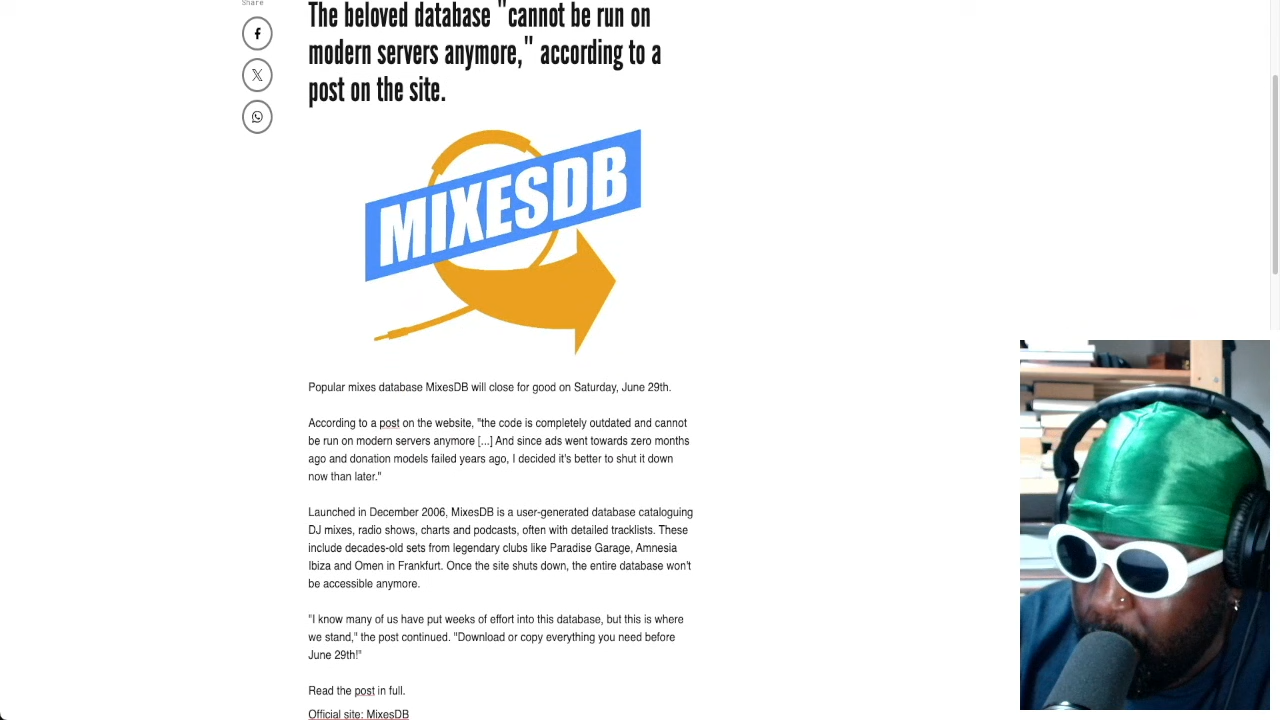 Share
The beloved database "cannot be run on
modern servers anymore," according to a
post on the site.
MIXESDB
Popular mixes database MixesDB will close for good on Saturday, June 29th.
According to a post on the website, "the code is completely outdated and cannot
be run on modern servers anymore [...] And since ads went towards zero months
ago and donation models failed years ago, I decided it's better to shut it down
now than later."
Launched in December 2006, MixesDB is a user-generated database cataloguing
DJ mixes, radio shows, charts and podcasts, often with detailed tracklists. These
include decades-old sets from legendary clubs like Paradise Garage, Amnesia
Ibiza and Omen in Frankfurt. Once the site shuts down, the entire database won't
be accessible anymore.
"I know many of us have put weeks of effort into this database, but this is where
we stand," the post continued. "Download or copy everything you need before
June 29th!"
Read the post in full.
Official site: MixesDB